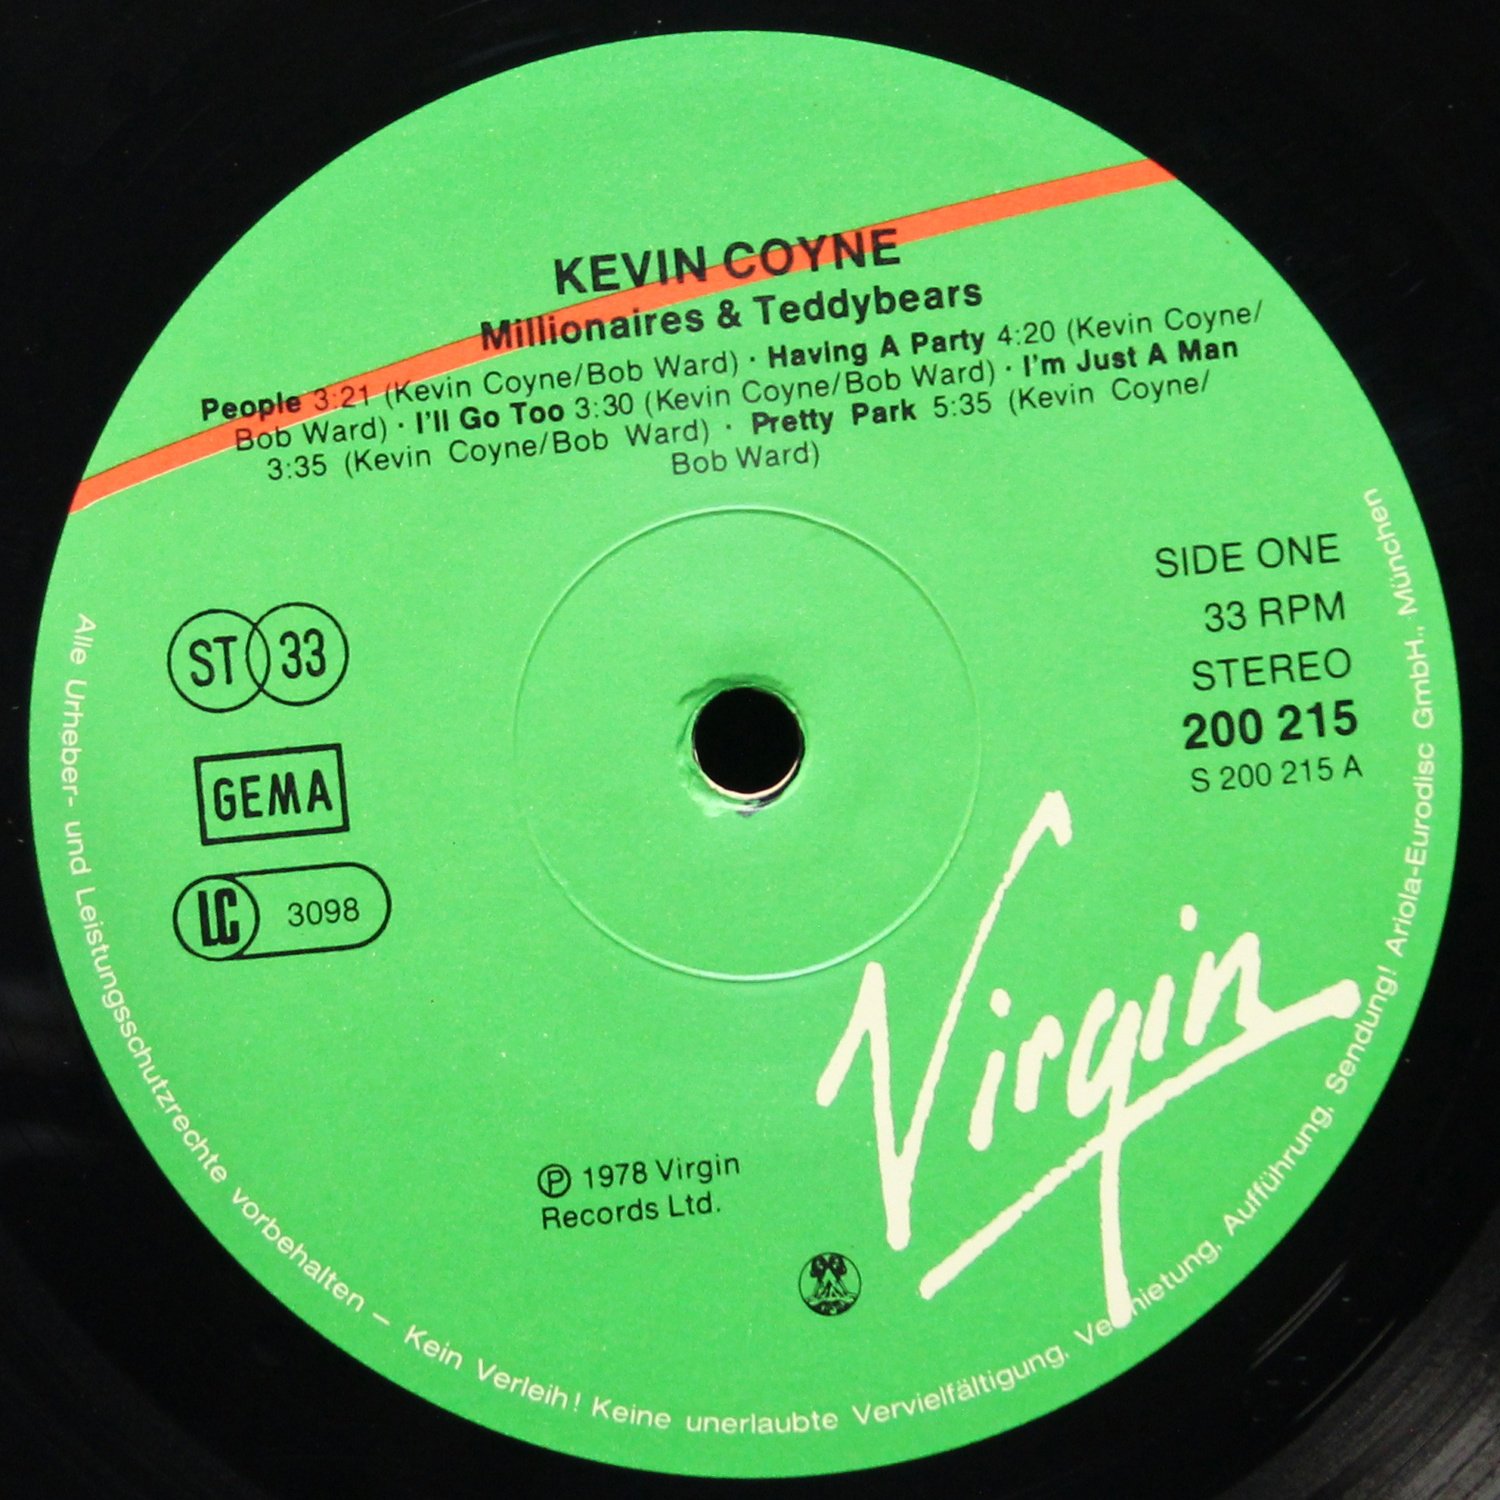 KEVIN COYNE
Millionaires & Teddybears
People 3:21 (Kevin Coyne/Bob Ward) · Having A Party 4:20 (Kevin Coyne/
Bob Ward) · I'll Go Too 3:30 (Kevin Coyne/Bob Ward) · I'm Just A Man
3:35 (Kevin Coyne/Bob Ward) · Pretty Park 5:35 (Kevin Coyne/
Bob Ward)
ST 33
GEMA
LC 3098
SIDE ONE
33 RPM
STEREO
200 215
S 200 215 A
Virgin
Ⓟ 1978 Virgin
Records Ltd.
Alle Urheber- und Leistungsschutzrechte vorbehalten – Kein Verleih! Keine unerlaubte Vervielfältigung, Vermietung, Aufführung, Sendung! Ariola-Eurodisc GmbH., München